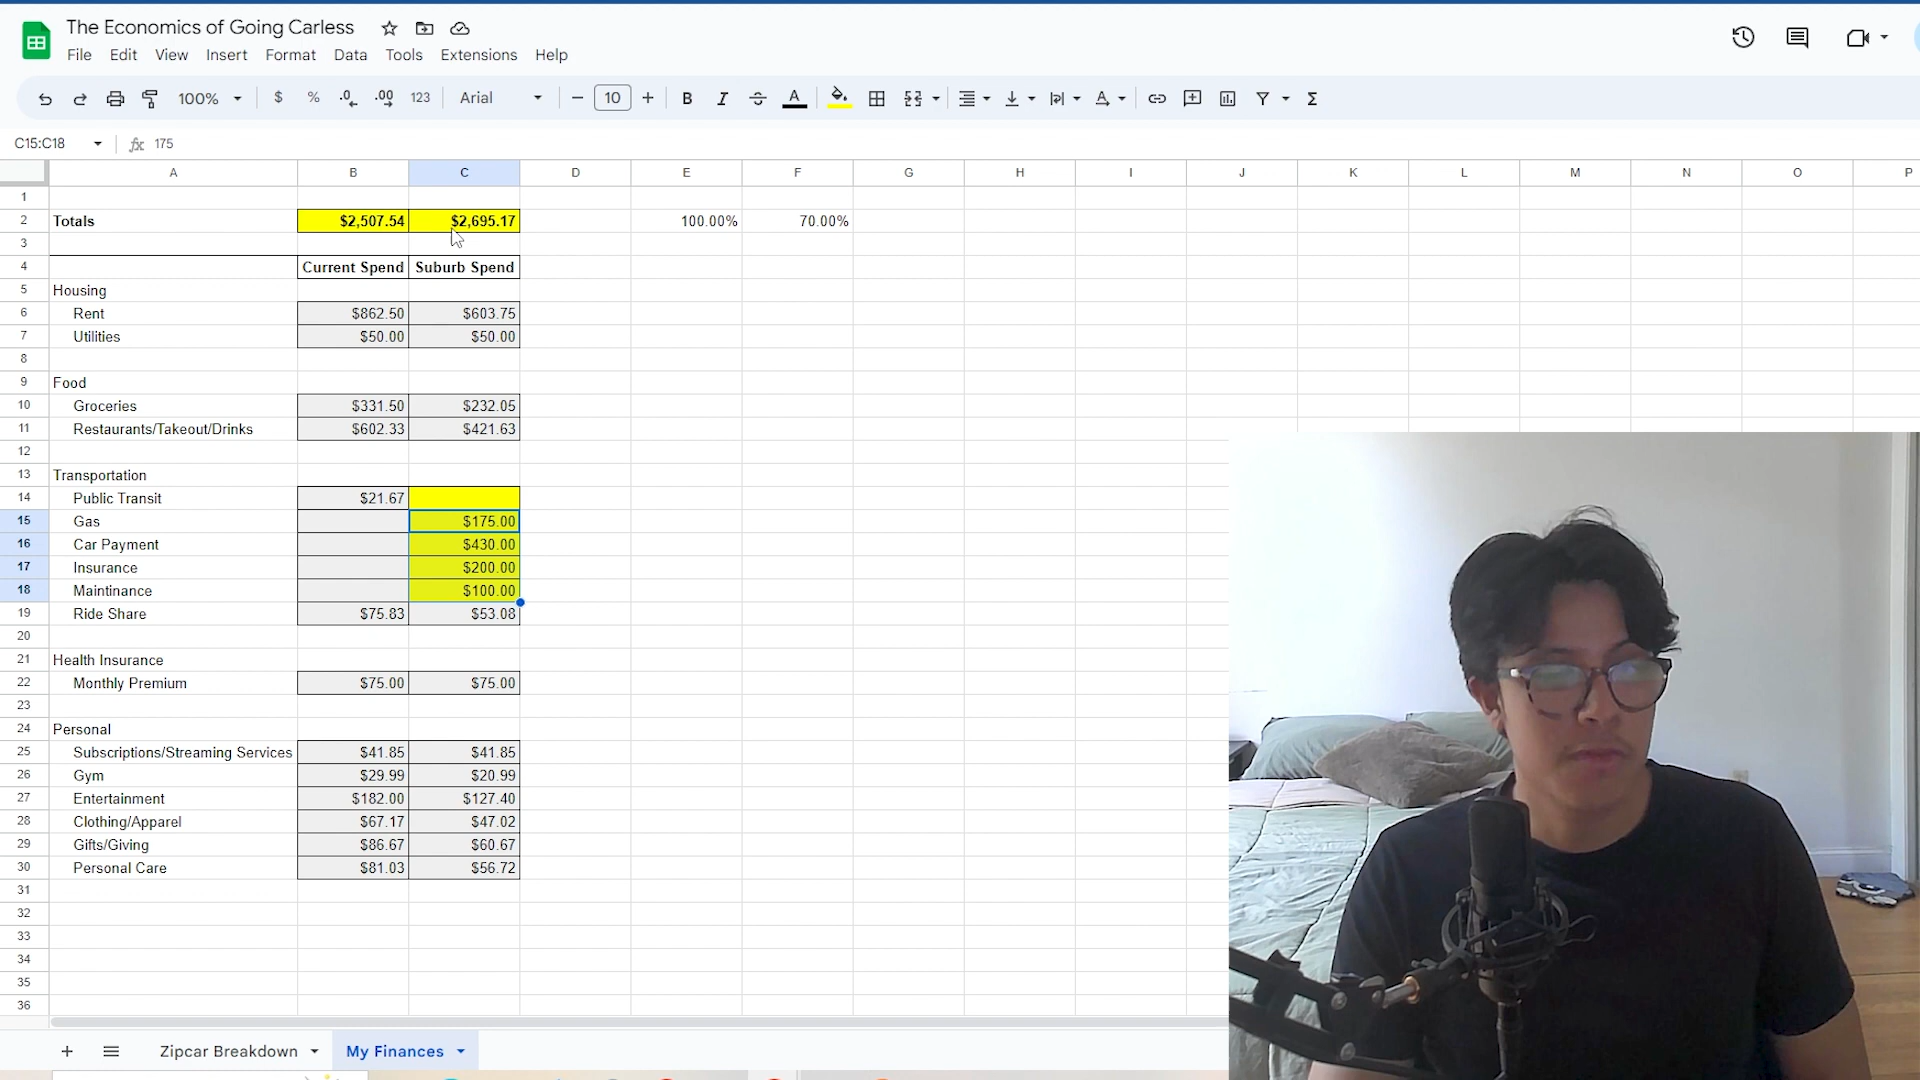 The Economics of Going Carless
File Edit View Insert Format Data Tools Extensions Help
100% $ % .0 .00 123 Arial 10 B I A Σ
C15:C18 fx 175
A B C D E F G H I J K L M N O P
1
2 Totals $2,507.54 $2,695.17 100.00% 70.00%
3
4 Current Spend Suburb Spend
5 Housing
6 Rent $862.50 $603.75
7 Utilities $50.00 $50.00
8
9 Food
10 Groceries $331.50 $232.05
11 Restaurants/Takeout/Drinks $602.33 $421.63
12
13 Transportation
14 Public Transit $21.67
15 Gas $175.00
16 Car Payment $430.00
17 Insurance $200.00
18 Maintinance $100.00
19 Ride Share $75.83 $53.08
20
21 Health Insurance
22 Monthly Premium $75.00 $75.00
23
24 Personal
25 Subscriptions/Streaming Services $41.85 $41.85
26 Gym $29.99 $20.99
27 Entertainment $182.00 $127.40
28 Clothing/Apparel $67.17 $47.02
29 Gifts/Giving $86.67 $60.67
30 Personal Care $81.03 $56.72
31
32
33
34
35
36
Zipcar Breakdown My Finances